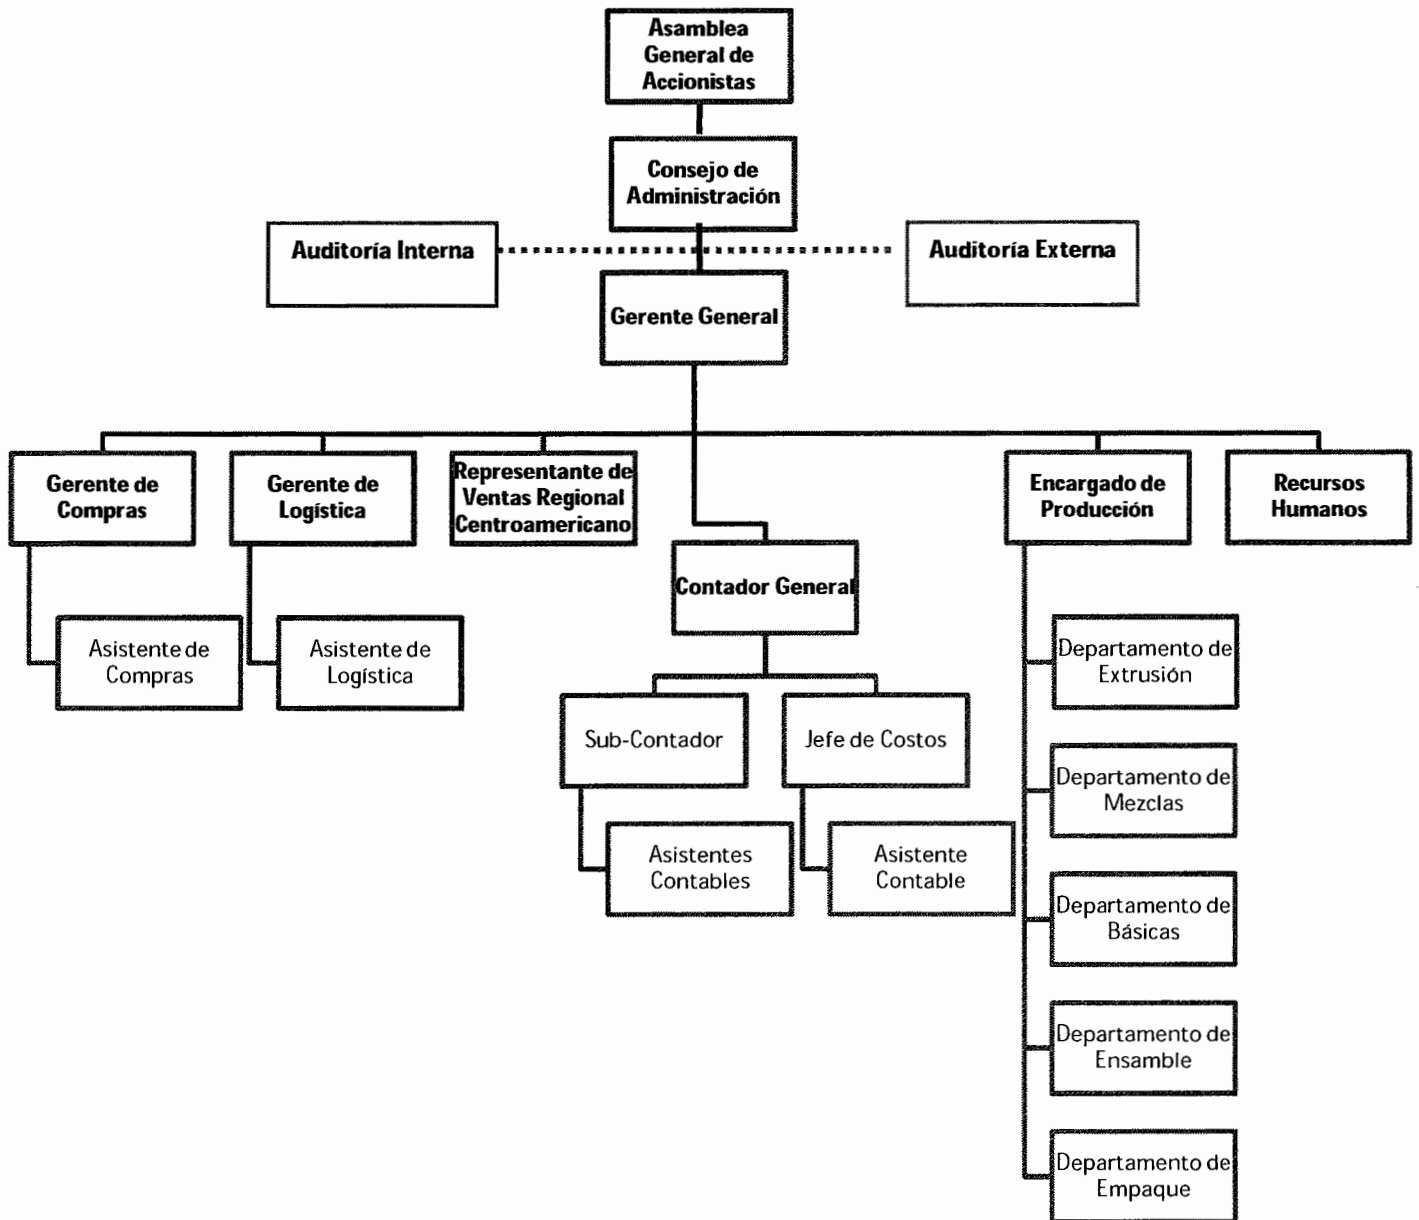 Asamblea
General de
Accionistas
Consejo de
Administración
Auditoría Interna
Auditoría Externa
Gerente General
Gerente de
Compras
Gerente de
Logística
Representante de
Ventas Regional
Centroamericano
Encargado de
Producción
Recursos
Humanos
Contador General
Asistente de
Compras
Asistente de
Logística
Departamento de
Extrusión
Sub-Contador
Jefe de Costos
Departamento de
Mezclas
Asistentes
Contables
Asistente
Contable
Departamento de
Básicas
Departamento de
Ensamble
Departamento de
Empaque